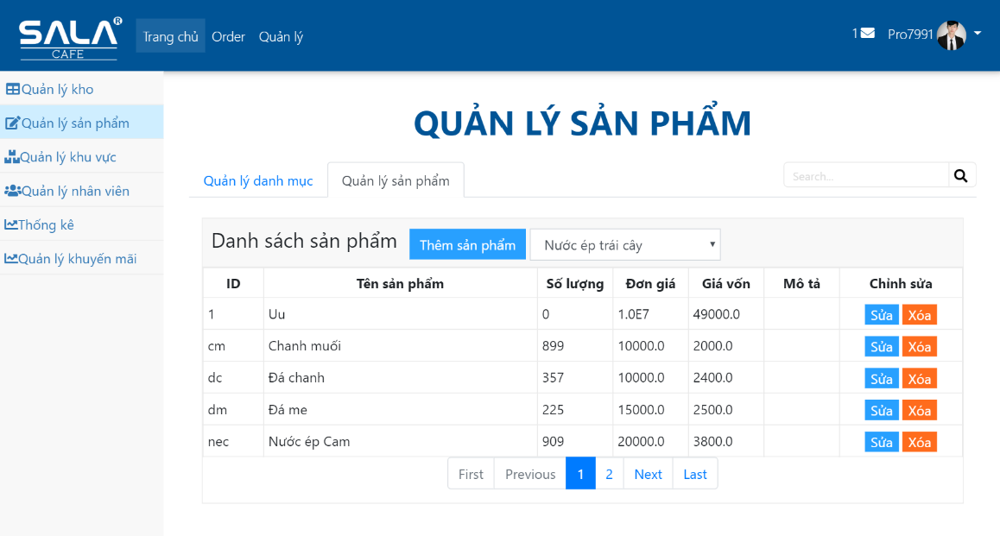 SALA®
CAFE
Trang chủ Order Quản lý
1 Pro7991
Quản lý kho
Quản lý sản phẩm
Quản lý khu vực
Quản lý nhân viên
Thống kê
Quản lý khuyến mãi
QUẢN LÝ SẢN PHẨM
Quản lý danh mục Quản lý sản phẩm Search...
Danh sách sản phẩm Thêm sản phẩm Nước ép trái cây
ID Tên sản phẩm Số lượng Đơn giá Giá vốn Mô tả Chỉnh sửa
1 Uu 0 1.0E7 49000.0 Sửa Xóa
cm Chanh muối 899 10000.0 2000.0 Sửa Xóa
dc Đá chanh 357 10000.0 2400.0 Sửa Xóa
dm Đá me 225 15000.0 2500.0 Sửa Xóa
nec Nước ép Cam 909 20000.0 3800.0 Sửa Xóa
First Previous 1 2 Next Last